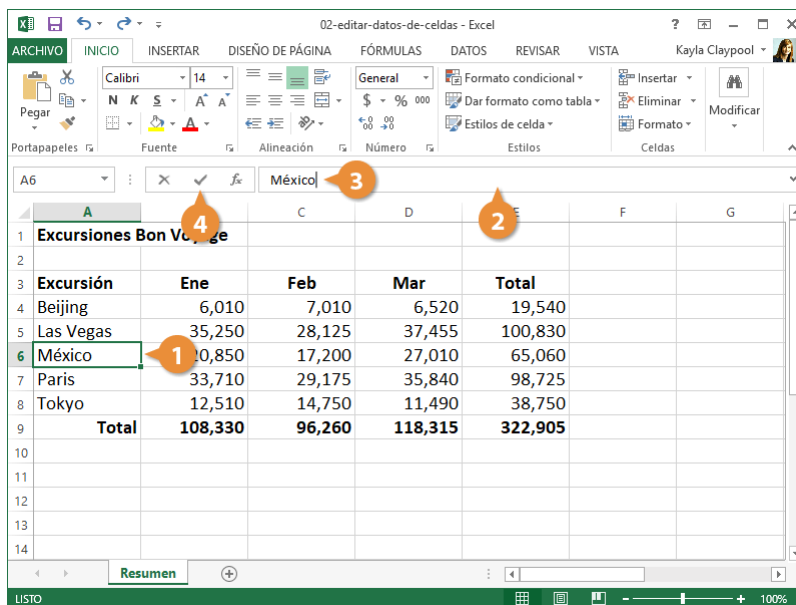 02-editar-datos-de-celdas - Excel ?
ARCHIVO INICIO INSERTAR DISEÑO DE PÁGINA FÓRMULAS DATOS REVISAR VISTA Kayla Claypool
Pegar
Calibri 14
N K S A A
A
General
$ - % 000
Formato condicional
Dar formato como tabla
Estilos de celda
Insertar
Eliminar
Formato
Modificar
Portapapeles Fuente Alineación Número Estilos Celdas
A6 fx México 3
4 2
A C D E F G
1 Excursiones Bon Voyage
2
3 Excursión Ene Feb Mar Total
4 Beijing 6,010 7,010 6,520 19,540
5 Las Vegas 35,250 28,125 37,455 100,830
6 México 1 20,850 17,200 27,010 65,060
7 Paris 33,710 29,175 35,840 98,725
8 Tokyo 12,510 14,750 11,490 38,750
9 Total 108,330 96,260 118,315 322,905
10
11
12
13
14
Resumen
LISTO 100%